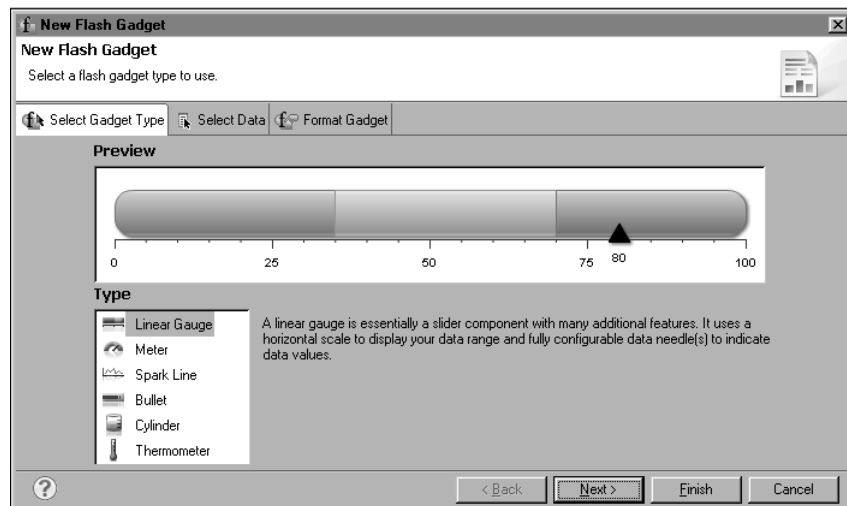 New Flash Gadget
New Flash Gadget
Select a flash gadget type to use.
Select Gadget Type Select Data Format Gadget
Preview
0 25 50 75 80 100
Type
Linear Gauge
Meter
Spark Line
Bullet
Cylinder
Thermometer
A linear gauge is essentially a slider component with many additional features. It uses a
horizontal scale to display your data range and fully configurable data needle(s) to indicate
data values.
< Back Next > Finish Cancel